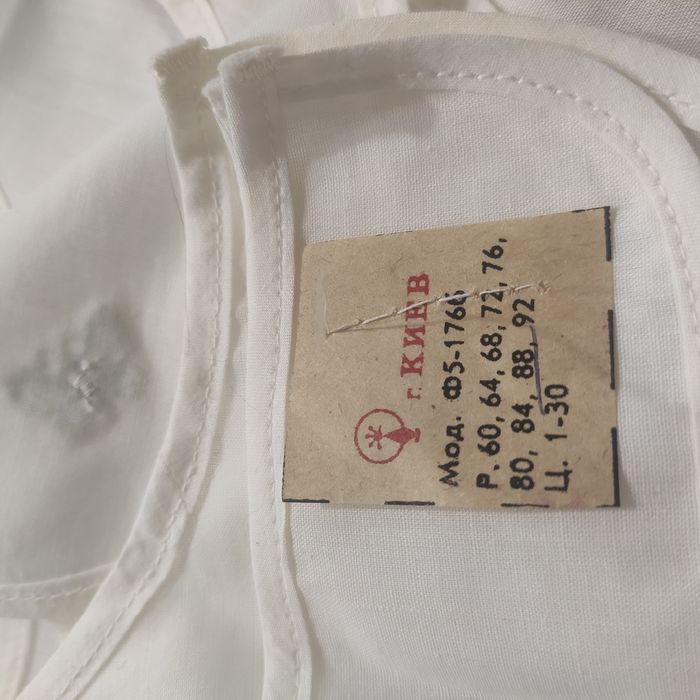 г. КИЕВ
Мод. Ф5-1766
Р. 60, 64, 68, 72, 76,
80, 84, 88, 92
Ц. 1-30